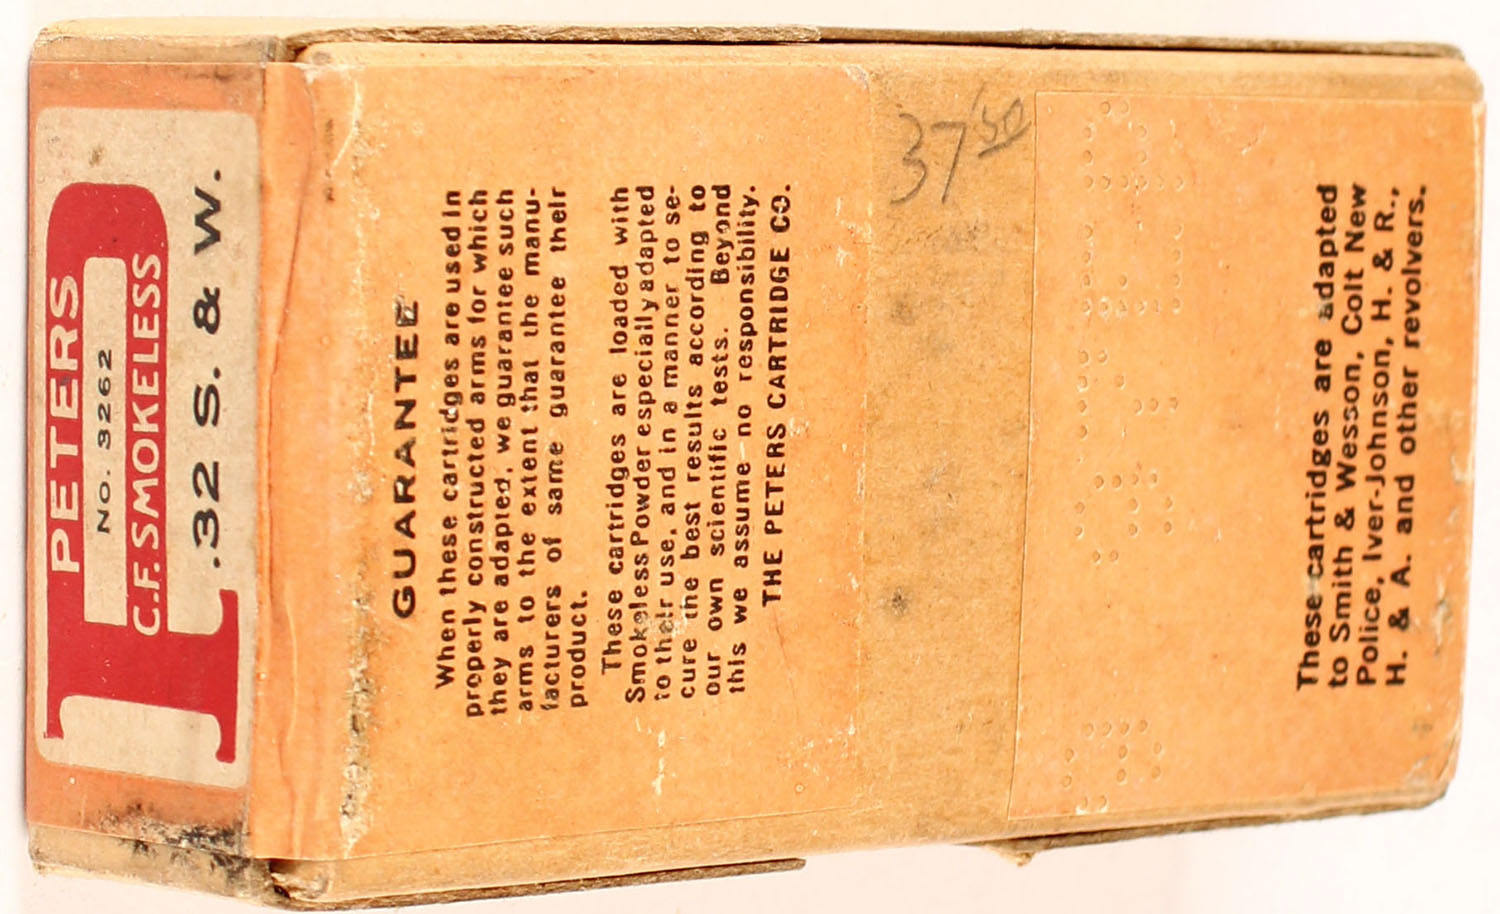 PETERS
NO. 3262
C.F. SMOKELESS
.32 S. & W.
GUARANTEE
When these cartridges are used in
properly constructed arms for which
they are adapted, we guarantee such
arms to the extent that the manu-
facturers of same guarantee their
product.
These cartridges are loaded with
Smokeless Powder especially adapted
to their use, and in a manner to se-
cure the best results according to
our own scientific tests. Beyond
this we assume no responsibility.
THE PETERS CARTRIDGE CO.
37.50
These cartridges are adapted
to Smith & Wesson, Colt New
Police, Iver-Johnson, H. & R.,
H. & A. and other revolvers.